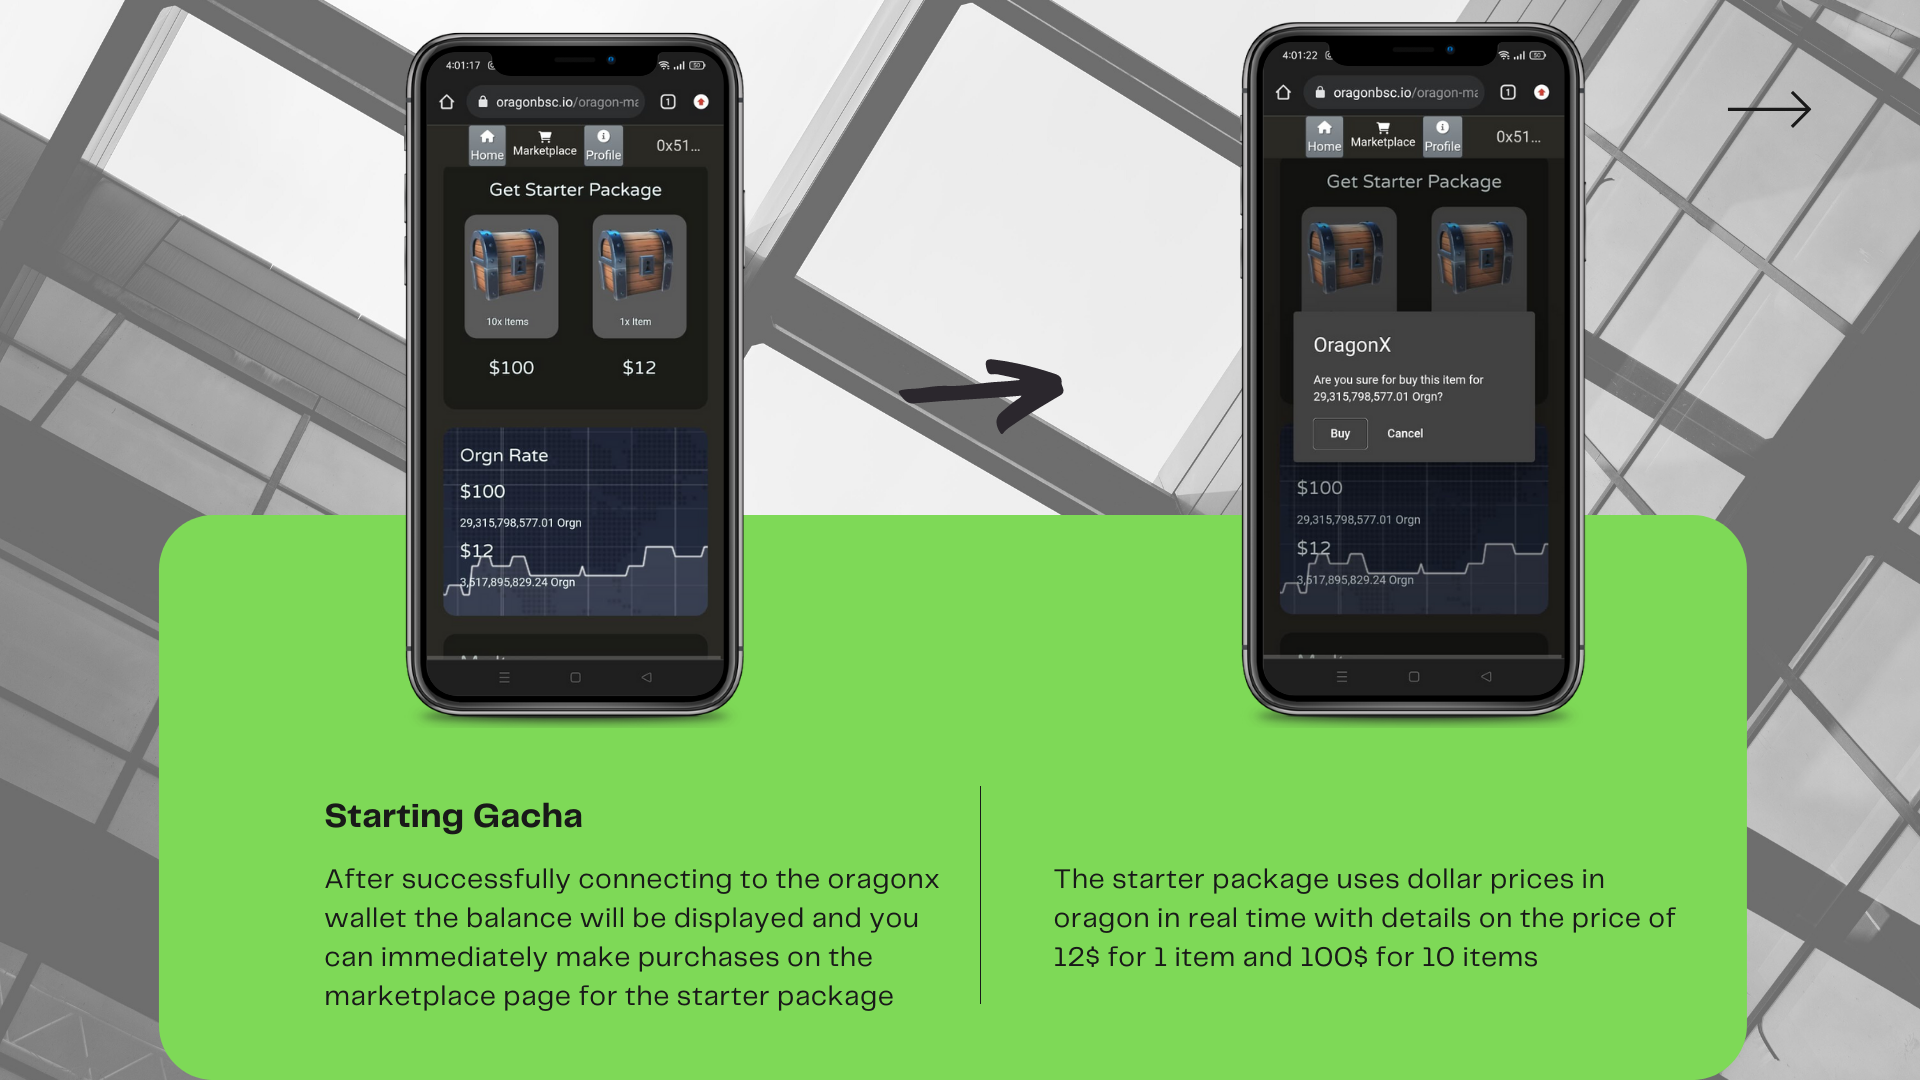 4:01:17
oragonbsc.io/oragon-ma
1
50
Home
Marketplace
Profile
0x51...
Get Starter Package
10x Items
1x Item
$100
$12
Orgn Rate
$100
29,315,798,577.01 Orgn
$12
3,517,895,829.24 Orgn
4:01:22
oragonbsc.io/oragon-ma
1
50
Home
Marketplace
Profile
0x51...
Get Starter Package
OragonX
Are you sure for buy this item for
29,315,798,577.01 Orgn?
Buy
Cancel
$100
29,315,798,577.01 Orgn
$12
3,517,895,829.24 Orgn
Starting Gacha
After successfully connecting to the oragonx
wallet the balance will be displayed and you
can immediately make purchases on the
marketplace page for the starter package
The starter package uses dollar prices in
oragon in real time with details on the price of
12$ for 1 item and 100$ for 10 items